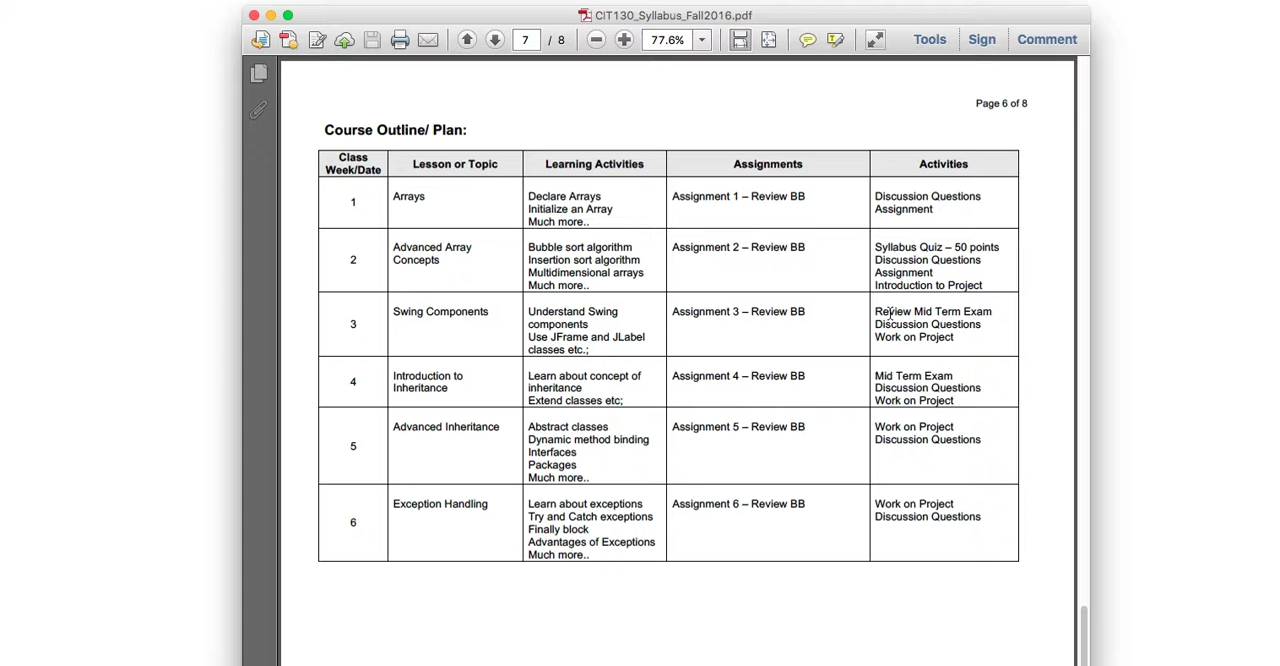 CIT130_Syllabus_Fall2016.pdf
7 / 8 77.6% Tools Sign Comment
Page 6 of 8
Course Outline/ Plan:
Class Week/Date
Lesson or Topic
Learning Activities
Assignments
Activities
1
Arrays
Declare Arrays
Initialize an Array
Much more..
Assignment 1 – Review BB
Discussion Questions
Assignment
2
Advanced Array
Concepts
Bubble sort algorithm
Insertion sort algorithm
Multidimensional arrays
Much more..
Assignment 2 – Review BB
Syllabus Quiz – 50 points
Discussion Questions
Assignment
Introduction to Project
3
Swing Components
Understand Swing
components
Use JFrame and JLabel
classes etc.;
Assignment 3 – Review BB
Review Mid Term Exam
Discussion Questions
Work on Project
4
Introduction to
Inheritance
Learn about concept of
inheritance
Extend classes etc;
Assignment 4 – Review BB
Mid Term Exam
Discussion Questions
Work on Project
5
Advanced Inheritance
Abstract classes
Dynamic method binding
Interfaces
Packages
Much more..
Assignment 5 – Review BB
Work on Project
Discussion Questions
6
Exception Handling
Learn about exceptions
Try and Catch exceptions
Finally block
Advantages of Exceptions
Much more..
Assignment 6 – Review BB
Work on Project
Discussion Questions